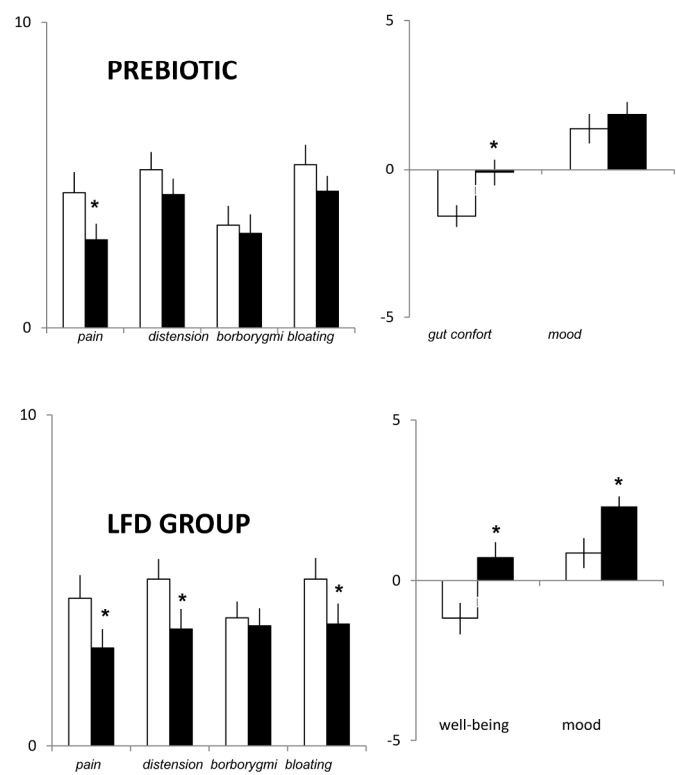 10
PREBIOTIC
*
0
pain distension borborygmi bloating
5
*
0
-5
gut confort mood
10
LFD GROUP
* * *
0
pain distension borborygmi bloating
5
*
*
0
well-being mood
-5